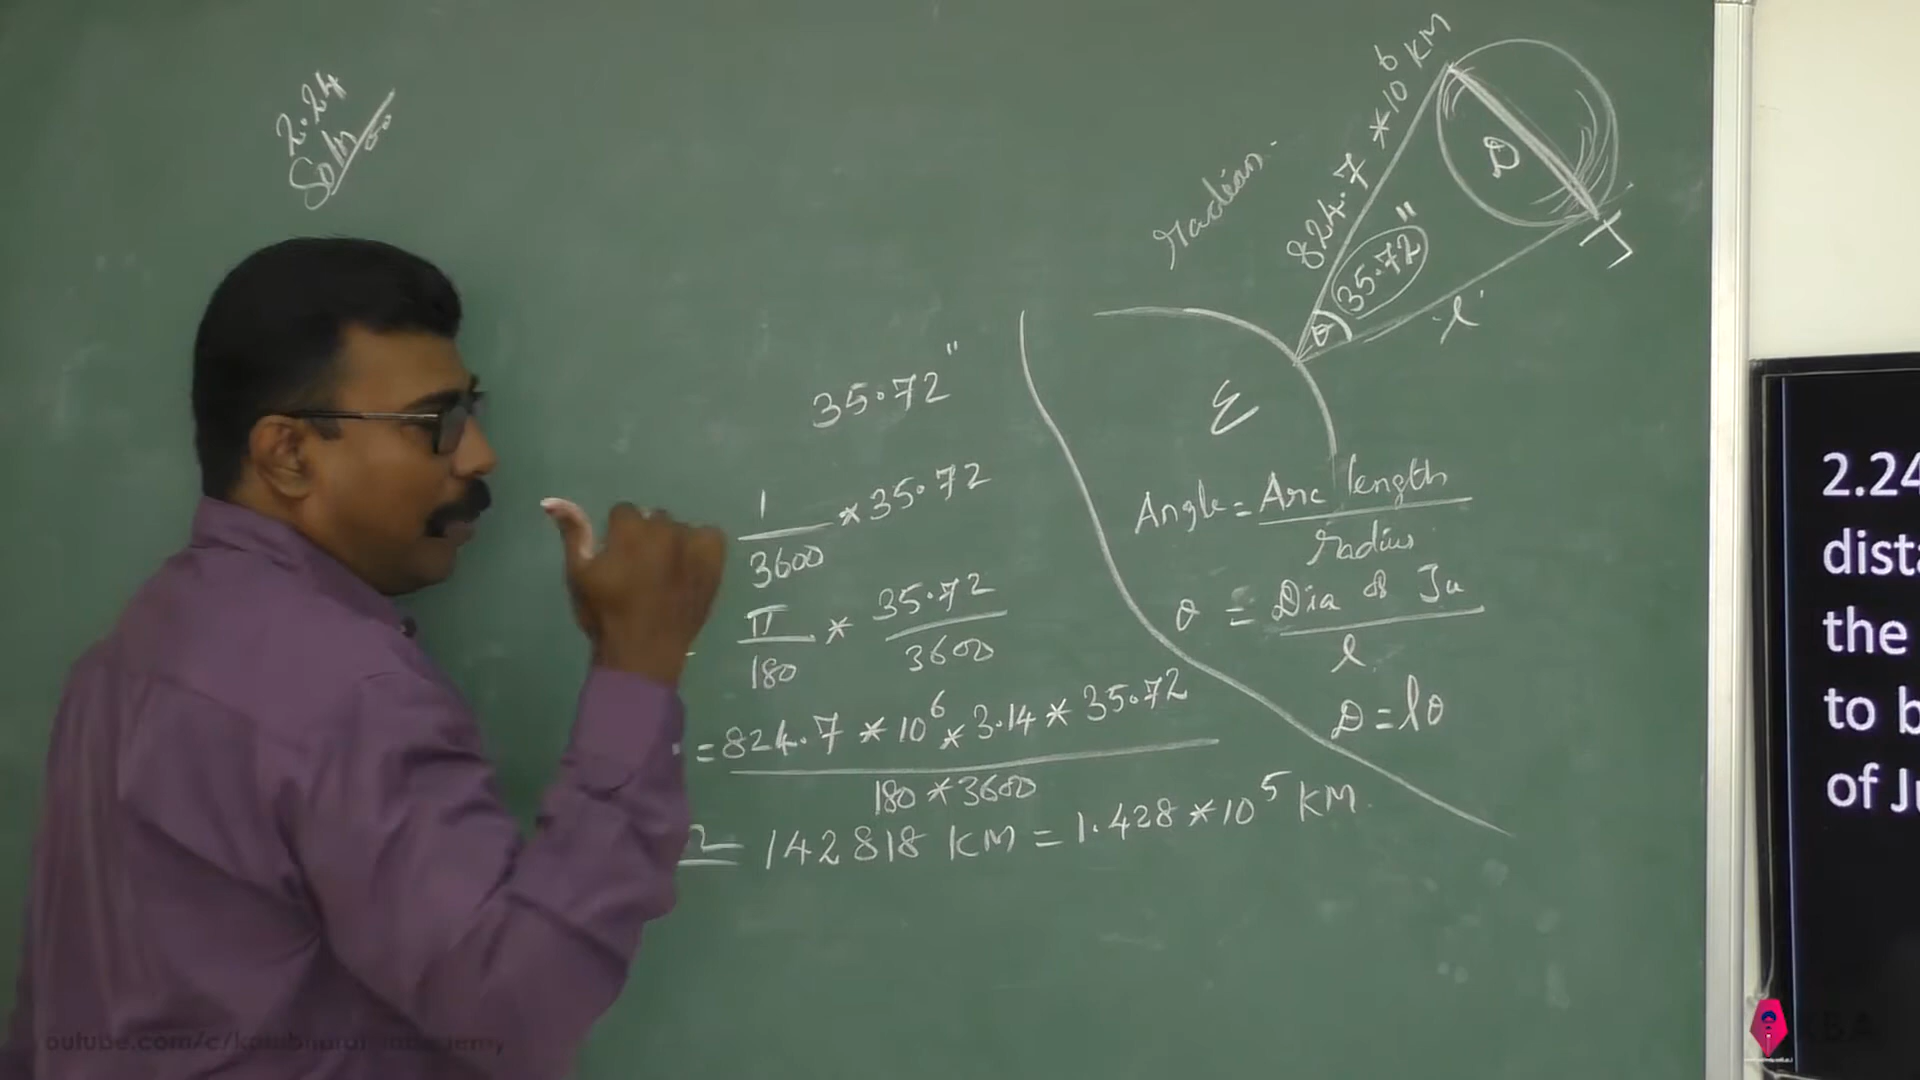 2.24
Soln
35.72"
1/3600 * 35.72
π/180 * 35.72/3600
= 824.7 * 10^6 * 3.14 * 35.72
180 * 3600
142818 KM = 1.428 * 10^5 KM
radian.
824.7 * 10^6 KM
D
J
35.72"
θ
l
E
Angle = Arc length
radius
θ = Dia of Ju
l
D = lθ
2.24
dist
the
to b
of Ju